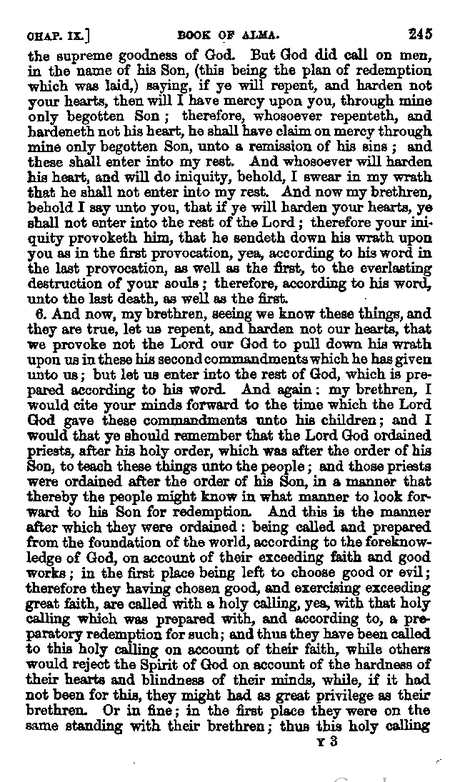 CHAP. IX.] BOOK OF ALMA. 245
the supreme goodness of God. But God did call on men,
in the name of his Son, (this being the plan of redemption
which was laid,) saying, if ye will repent, and harden not
your hearts, then will I have mercy upon you, through mine
only begotten Son; therefore, whosoever repenteth, and
hardeneth not his heart, he shall have claim on mercy through
mine only begotten Son, unto a remission of his sins; and
these shall enter into my rest. And whosoever will harden
his heart, and will do iniquity, behold, I swear in my wrath
that he shall not enter into my rest. And now my brethren,
behold I say unto you, that if ye will harden your hearts, ye
shall not enter into the rest of the Lord; therefore your ini-
quity provoketh him, that he sendeth down his wrath upon
you as in the first provocation, yea, according to his word in
the last provocation, as well as the first, to the everlasting
destruction of your souls; therefore, according to his word,
unto the last death, as well as the first.
6. And now, my brethren, seeing we know these things, and
they are true, let us repent, and harden not our hearts, that
we provoke not the Lord our God to pull down his wrath
upon us in these his second commandments which he has given
unto us; but let us enter into the rest of God, which is pre-
pared according to his word. And again: my brethren, I
would cite your minds forward to the time which the Lord
God gave these commandments unto his children; and I
would that ye should remember that the Lord God ordained
priests, after his holy order, which was after the order of his
Son, to teach these things unto the people; and those priests
were ordained after the order of his Son, in a manner that
thereby the people might know in what manner to look for-
ward to his Son for redemption. And this is the manner
after which they were ordained: being called and prepared
from the foundation of the world, according to the foreknow-
ledge of God, on account of their exceeding faith and good
works; in the first place being left to choose good or evil;
therefore they having chosen good, and exercising exceeding
great faith, are called with a holy calling, yea, with that holy
calling which was prepared with, and according to, a pre-
paratory redemption for such; and thus they have been called
to this holy calling on account of their faith, while others
would reject the Spirit of God on account of the hardness of
their hearts and blindness of their minds, while, if it had
not been for this, they might had as great privilege as their
brethren. Or in fine; in the first place they were on the
same standing with their brethren; thus this holy calling
Y 3